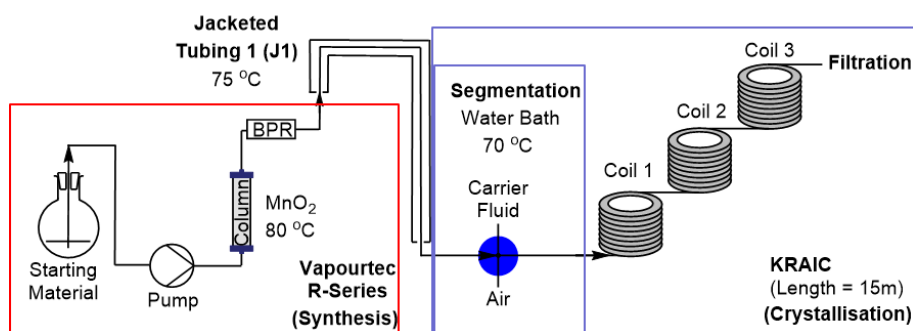 Jacketed
Tubing 1 (J1)
75 °C
BPR
Column
MnO₂
80 °C
Starting
Material
Pump
Vapourtec
R-Series
(Synthesis)
Segmentation
Water Bath
70 °C
Carrier
Fluid
Air
Coil 1
Coil 2
Coil 3
Filtration
KRAIC
(Length = 15m)
(Crystallisation)